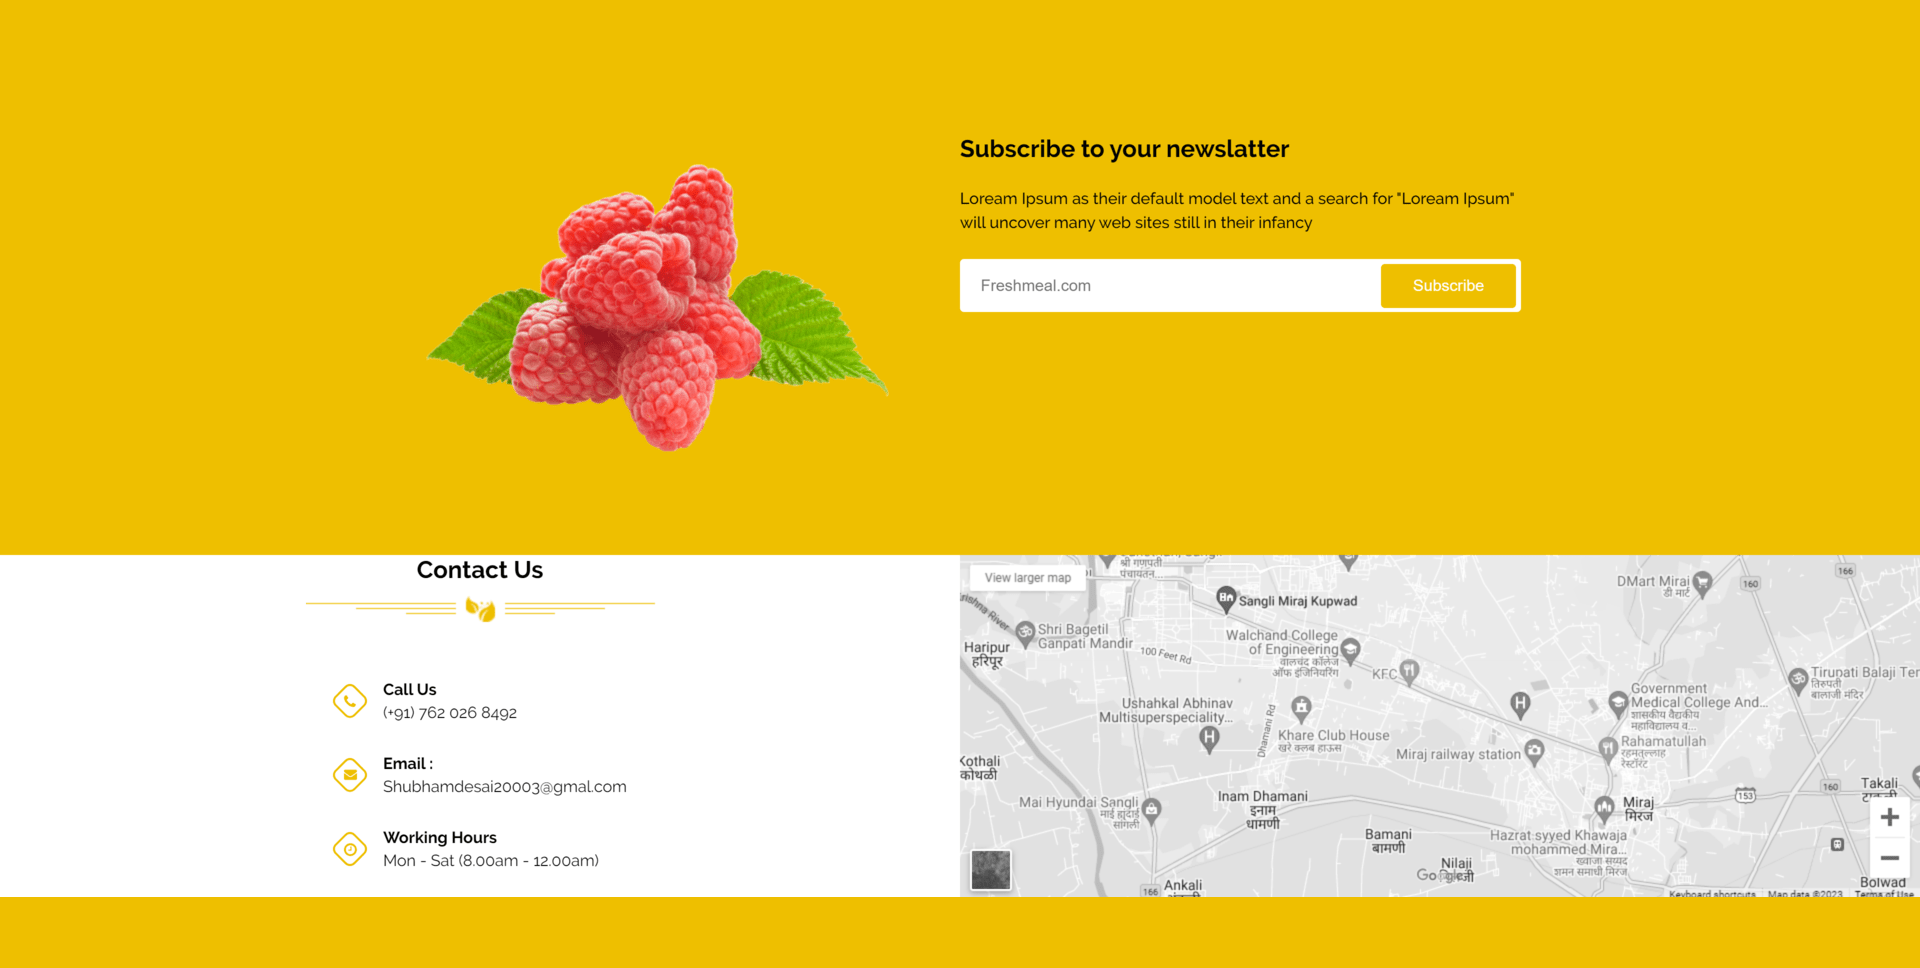 Subscribe to your newslatter
Loream Ipsum as their default model text and a search for "Loream Ipsum"
will uncover many web sites still in their infancy
Freshmeal.com
Subscribe
Contact Us
Call Us
(+91) 762 026 8492
Email :
Shubhamdesai20003@gmal.com
Working Hours
Mon - Sat (8.00am - 12.00am)
View larger map
श्री गणपती
पंचायतन...
Sangli Miraj Kupwad
DMart Miraj
डी मार्ट
160
166
Shri Bagetil
Ganpati Mandir
Haripur
हरिपूर
100 Feet Rd
Walchand College
of Engineering
वालचंद कॉलेज
ऑफ इंजिनियरिंग
KFC
Tirupati Balaji Ter
तिरुपती
बालाजी मंदिर
Government
Medical College And...
शासकीय वैद्यकीय
महाविद्यालय व...
Ushahkal Abhinav
Multisuperspeciality...
Dhamani Rd
Khare Club House
खरे क्लब हाऊस
Miraj railway station
Rahamatullah
रहमतुल्लाह
रेस्टॉरंट
Kothali
कोथळी
Mai Hyundai Sangli
माई ह्युंदाई
सांगली
Inam Dhamani
इनाम
धामणी
Miraj
मिरज
153
160
Takali
Bamani
बामणी
Hazrat syyed Khawaja
mohammed Mira...
ख्वाजा सय्यद
शमन समाधी मिरज
Nilaji
Google
Ankali
166
Bolwad
Keyboard shortcuts
Map data ©2023
Terms of Use